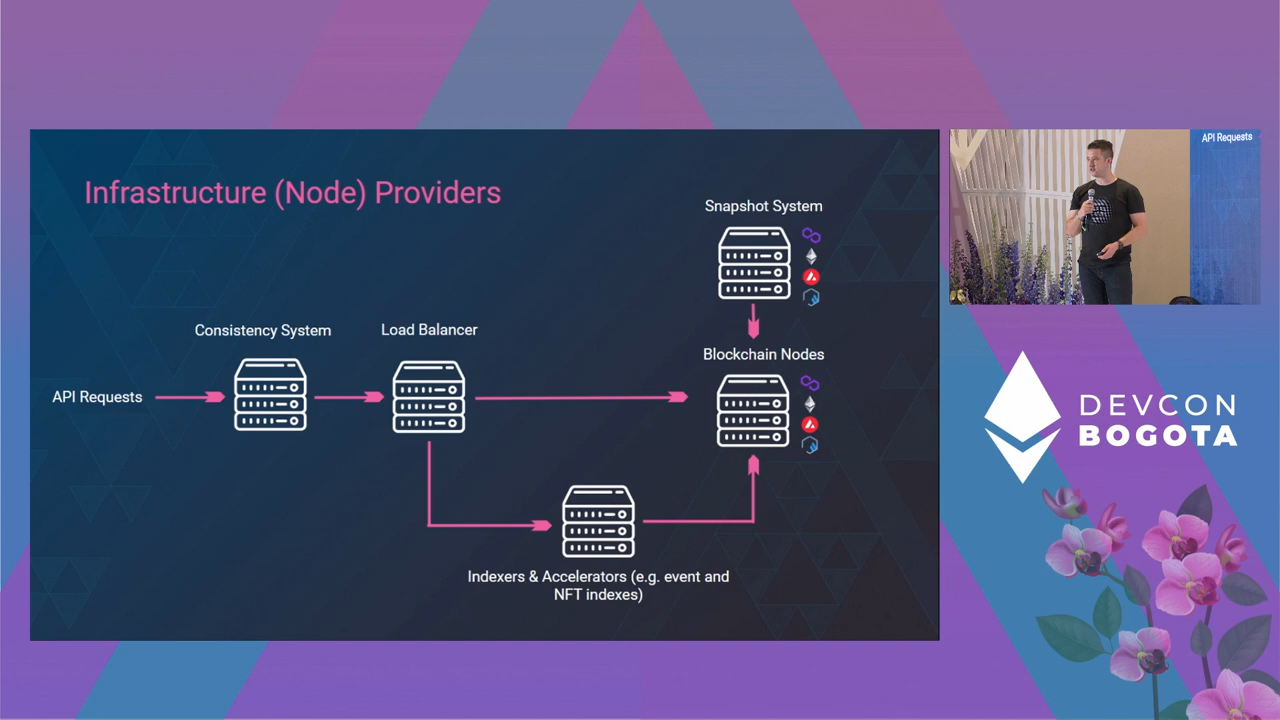 Infrastructure (Node) Providers
Snapshot System
Consistency System
Load Balancer
Blockchain Nodes
API Requests
Indexers & Accelerators (e.g. event and
NFT indexes)
API Requests
DEVCON
BOGOTA